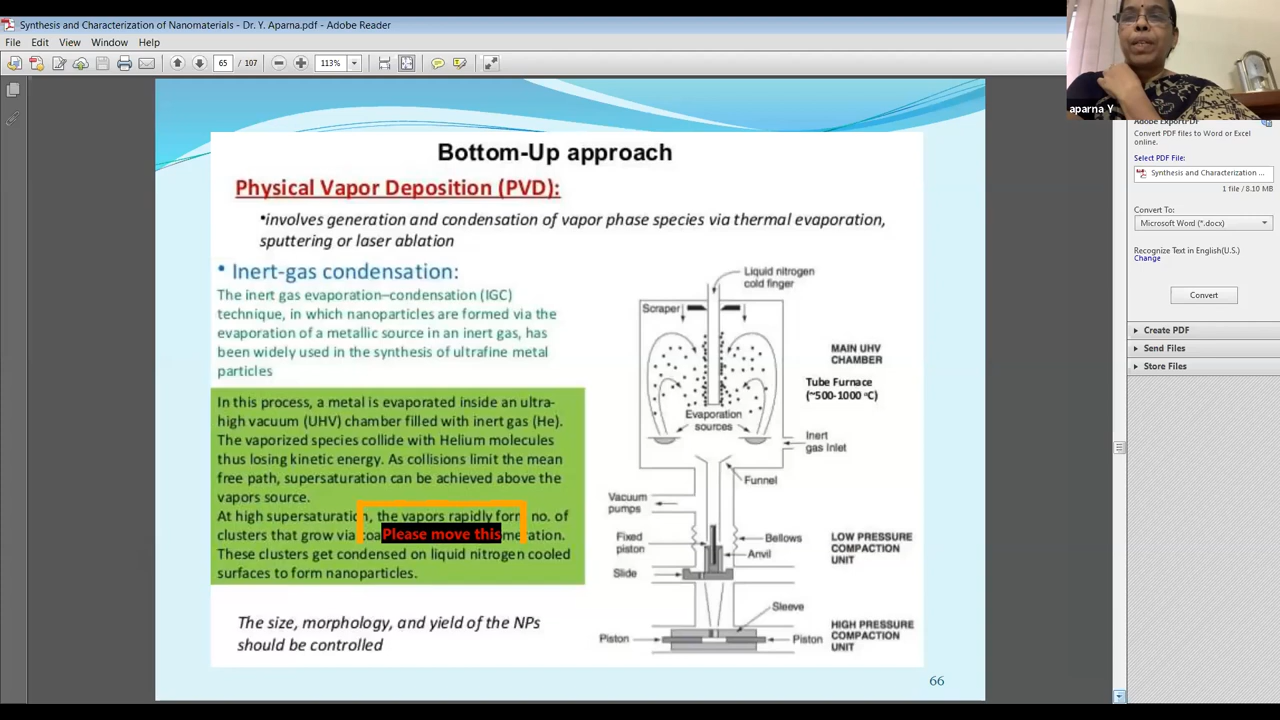 Synthesis and Characterization of Nanomaterials - Dr. Y. Aparna.pdf - Adobe Reader
File Edit View Window Help
65 / 107 113%
aparna Y
Adobe ExportPDF
Convert PDF files to Word or Excel
online.
Select PDF File:
Synthesis and Characterization ...
1 file / 8.10 MB
Convert To:
Microsoft Word (*.docx)
Recognize Text in English(U.S.)
Change
Convert
Create PDF
Send Files
Store Files
Bottom-Up approach
Physical Vapor Deposition (PVD):
•involves generation and condensation of vapor phase species via thermal evaporation,
sputtering or laser ablation
• Inert-gas condensation:
The inert gas evaporation–condensation (IGC)
technique, in which nanoparticles are formed via the
evaporation of a metallic source in an inert gas, has
been widely used in the synthesis of ultrafine metal
particles
In this process, a metal is evaporated inside an ultra-
high vacuum (UHV) chamber filled with inert gas (He).
The vaporized species collide with Helium molecules
thus losing kinetic energy. As collisions limit the mean
free path, supersaturation can be achieved above the
vapors source.
At high supersaturation, the vapors rapidly form no. of
clusters that grow via coa Please move this meration.
These clusters get condensed on liquid nitrogen cooled
surfaces to form nanoparticles.
The size, morphology, and yield of the NPs
should be controlled
Liquid nitrogen
cold finger
Scraper
MAIN UHV
CHAMBER
Tube Furnace
(~500-1000 °C)
Evaporation
sources
Inert
gas Inlet
Funnel
Vacuum
pumps
Fixed
piston
Bellows
Anvil
LOW PRESSURE
COMPACTION
UNIT
Slide
Sleeve
Piston
Piston
HIGH PRESSURE
COMPACTION
UNIT
66